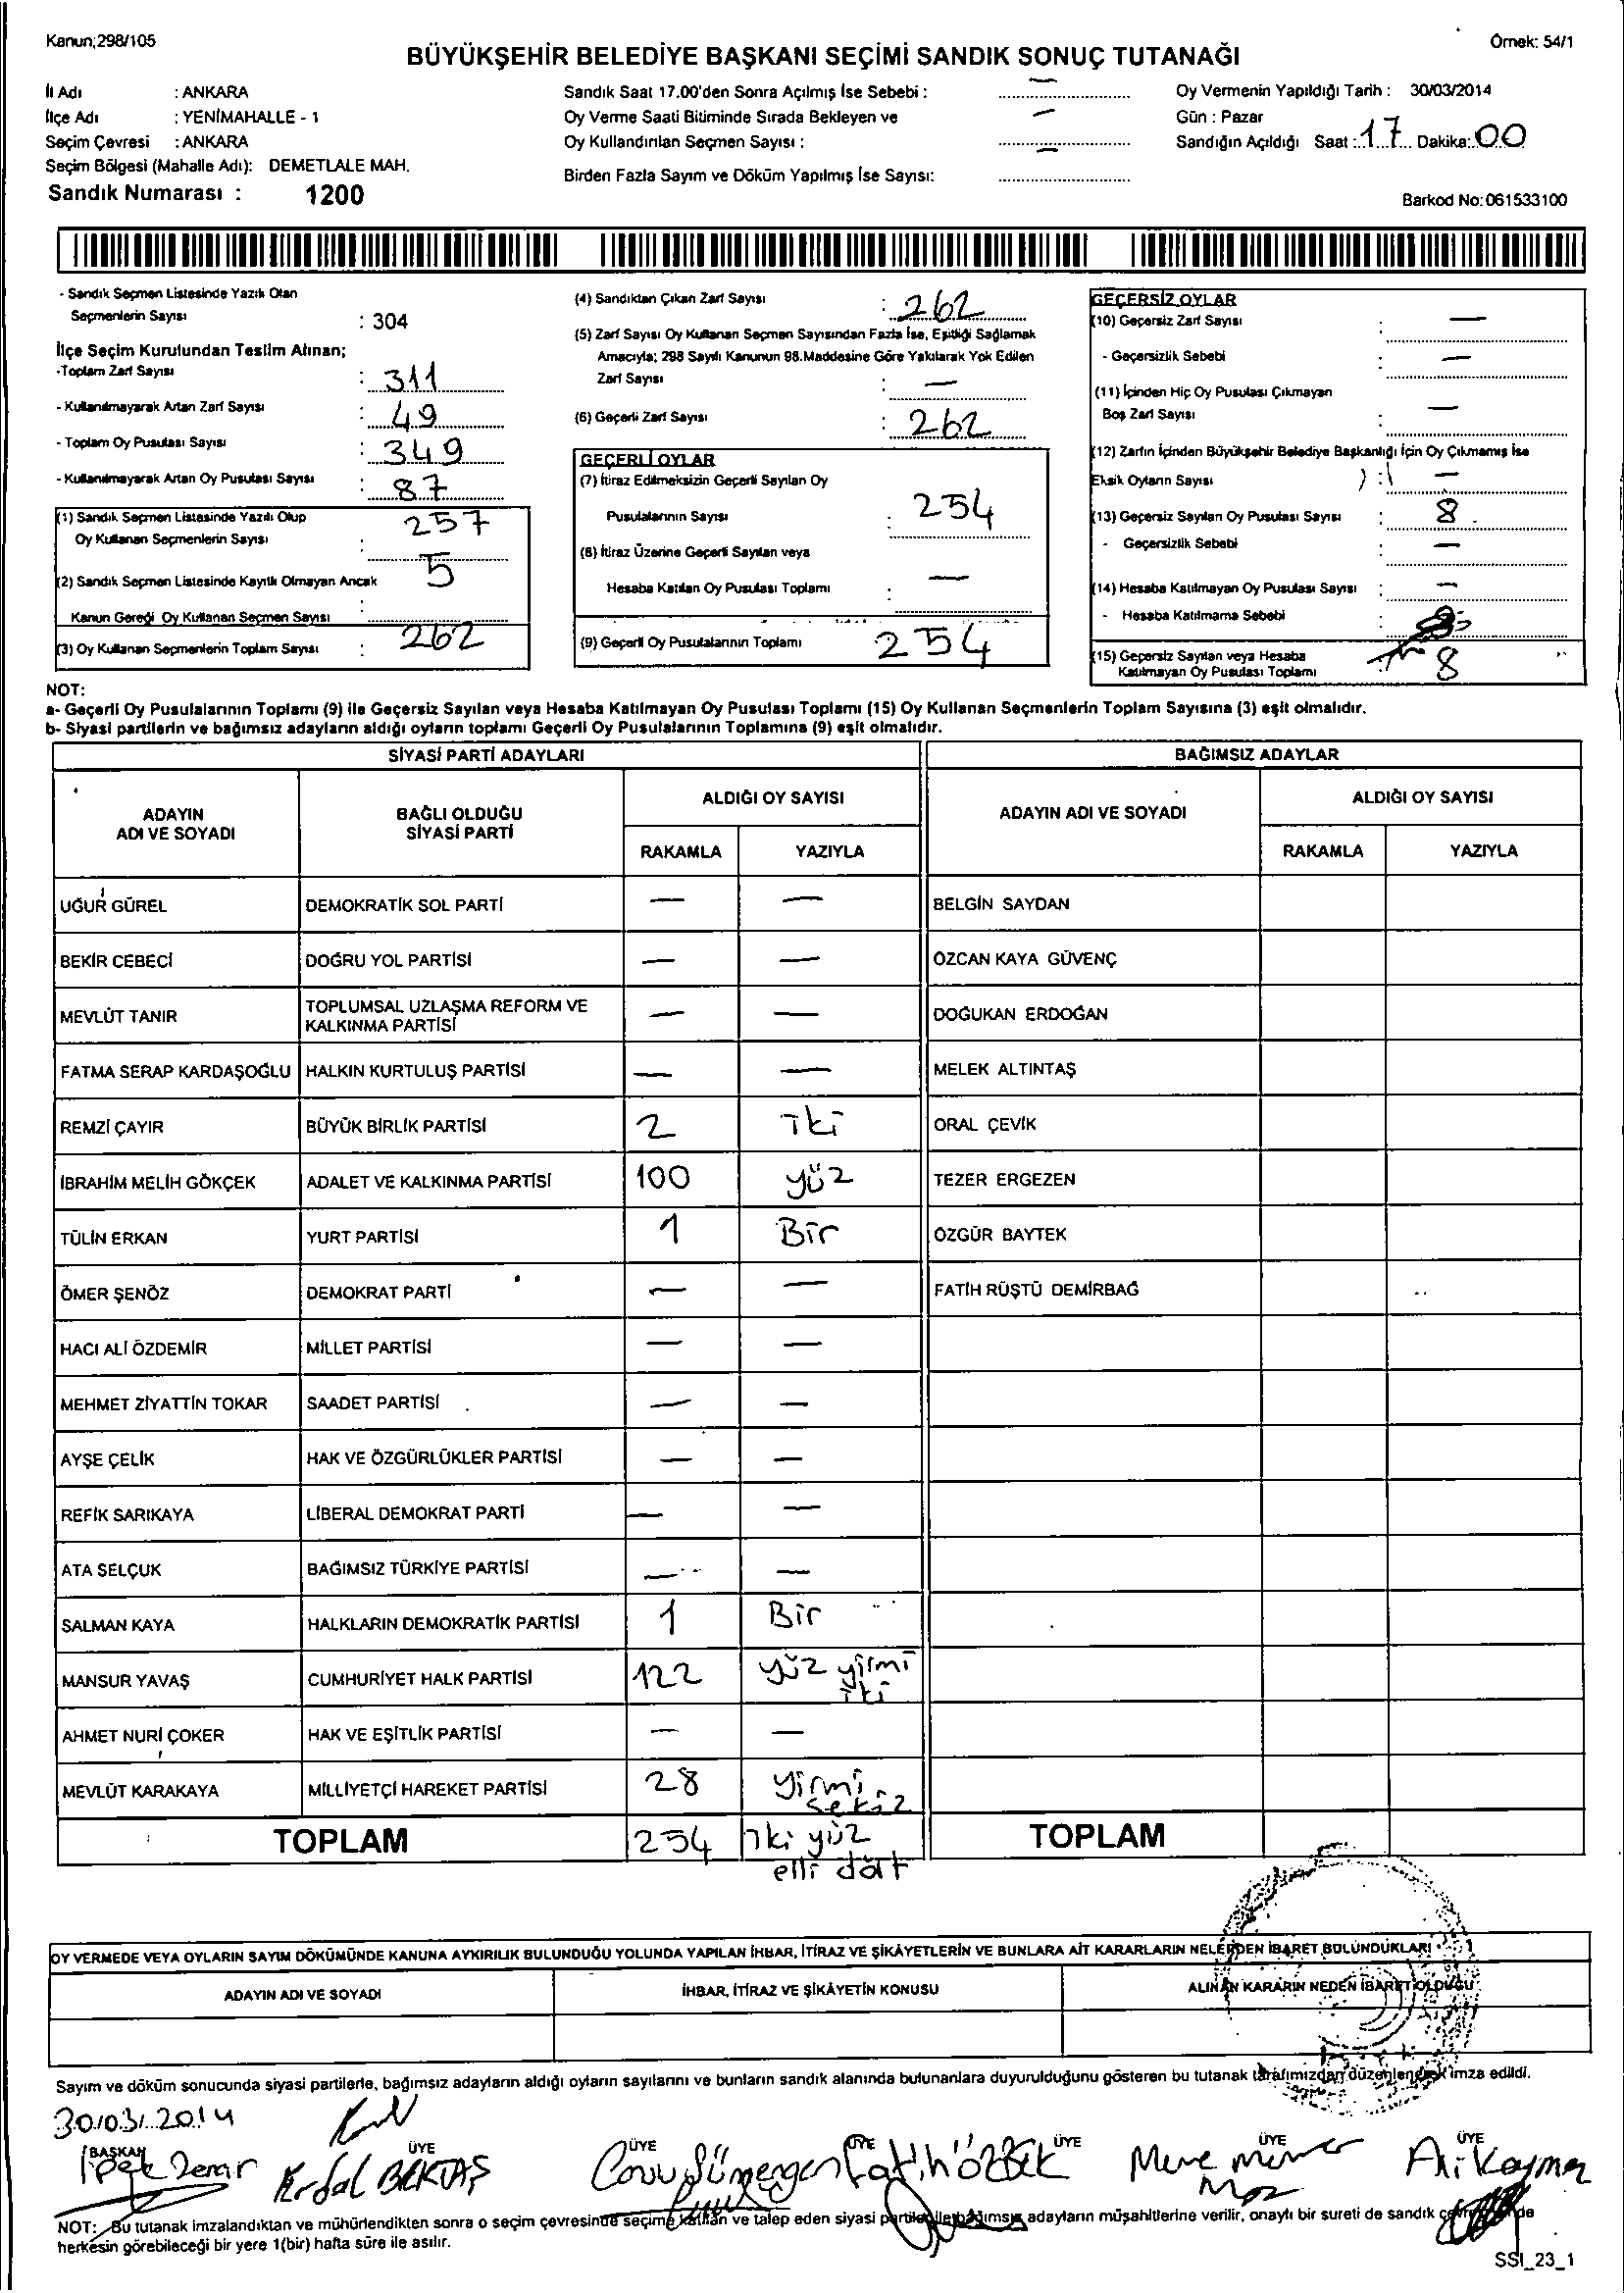 Kanun;298/105
Örnek: 54/1
BÜYÜKŞEHİR BELEDİYE BAŞKANI SEÇİMİ SANDIK SONUÇ TUTANAĞI
İl Adı : ANKARA
İlçe Adı : YENİMAHALLE - 1
Seçim Çevresi : ANKARA
Seçim Bölgesi (Mahalle Adı): DEMETLALE MAH.
Sandık Numarası : 1200
Sandık Saat 17.00'den Sonra Açılmış İse Sebebi : —
Oy Verme Saati Bitiminde Sırada Bekleyen ve
Oy Kullandırılan Seçmen Sayısı : —
Birden Fazla Sayım ve Döküm Yapılmış İse Sayısı: —
Oy Vermenin Yapıldığı Tarih : 30/03/2014
Gün : Pazar
Sandığın Açıldığı Saat : 17 Dakika: 00
Barkod No:061533100
- Sandık Seçmen Listesinde Yazılı Olan
Seçmenlerin Sayısı : 304
İlçe Seçim Kurulundan Teslim Alınan;
-Toplam Zarf Sayısı : 311
- Kullanılmayarak Artan Zarf Sayısı : 49
- Toplam Oy Pusulası Sayısı : 349
- Kullanılmayarak Artan Oy Pusulası Sayısı : 87
(1) Sandık Seçmen Listesinde Yazılı Olup
Oy Kullanan Seçmenlerin Sayısı : 257
(2) Sandık Seçmen Listesinde Kayıtlı Olmayan Ancak
Kanun Gereği Oy Kullanan Seçmen Sayısı : 5
(3) Oy Kullanan Seçmenlerin Toplam Sayısı : 262
(4) Sandıktan Çıkan Zarf Sayısı : 262
(5) Zarf Sayısı Oy Kullanan Seçmen Sayısından Fazla İse, Eşitliği Sağlamak
Amacıyla; 298 Sayılı Kanunun 98.Maddesine Göre Yakılarak Yok Edilen
Zarf Sayısı : —
(6) Geçerli Zarf Sayısı : 262
GEÇERLİ OYLAR
(7) İtiraz Edilmeksizin Geçerli Sayılan Oy
Pusulalarının Sayısı : 254
(8) İtiraz Üzerine Geçerli Sayılan veya
Hesaba Katılan Oy Pusulası Toplamı : —
(9) Geçerli Oy Pusulalarının Toplamı 254
GEÇERSİZ OYLAR
(10) Geçersiz Zarf Sayısı : —
- Geçersizlik Sebebi : —
(11) İçinden Hiç Oy Pusulası Çıkmayan
Boş Zarf Sayısı : —
(12) Zarfın İçinden Büyükşehir Belediye Başkanlığı İçin Oy Çıkmamış İse
Eksik Oyların Sayısı : —
(13) Geçersiz Sayılan Oy Pusulası Sayısı : 8
- Geçersizlik Sebebi : —
(14) Hesaba Katılmayan Oy Pusulası Sayısı : —
- Hesaba Katılmama Sebebi :
(15) Geçersiz Sayılan veya Hesaba
Katılmayan Oy Pusulası Toplamı 8
NOT:
a- Geçerli Oy Pusulalarının Toplamı (9) ile Geçersiz Sayılan veya Hesaba Katılmayan Oy Pusulası Toplamı (15) Oy Kullanan Seçmenlerin Toplam Sayısına (3) eşit olmalıdır.
b- Siyasi partilerin ve bağımsız adayların aldığı oyların toplamı Geçerli Oy Pusulalarının Toplamına (9) eşit olmalıdır.
SİYASİ PARTİ ADAYLARI BAĞIMSIZ ADAYLAR
ADAYIN ADI VE SOYADI BAĞLI OLDUĞU SİYASİ PARTİ ALDIĞI OY SAYISI ADAYIN ADI VE SOYADI ALDIĞI OY SAYISI
RAKAMLA YAZIYLA RAKAMLA YAZIYLA
UĞUR GÜREL DEMOKRATİK SOL PARTİ — — BELGİN SAYDAN
BEKİR CEBECİ DOĞRU YOL PARTİSİ — — ÖZCAN KAYA GÜVENÇ
MEVLÜT TANIR TOPLUMSAL UZLAŞMA REFORM VE KALKINMA PARTİSİ — — DOĞUKAN ERDOĞAN
FATMA SERAP KARDAŞOĞLU HALKIN KURTULUŞ PARTİSİ — — MELEK ALTINTAŞ
REMZİ ÇAYIR BÜYÜK BİRLİK PARTİSİ 2 iki ORAL ÇEVİK
İBRAHİM MELİH GÖKÇEK ADALET VE KALKINMA PARTİSİ 100 yüz TEZER ERGEZEN
TÜLİN ERKAN YURT PARTİSİ 1 Bir ÖZGÜR BAYTEK
ÖMER ŞENÖZ DEMOKRAT PARTİ — — FATİH RÜŞTÜ DEMİRBAĞ
HACI ALİ ÖZDEMİR MİLLET PARTİSİ — —
MEHMET ZİYATTİN TOKAR SAADET PARTİSİ — —
AYŞE ÇELİK HAK VE ÖZGÜRLÜKLER PARTİSİ — —
REFİK SARIKAYA LİBERAL DEMOKRAT PARTİ — —
ATA SELÇUK BAĞIMSIZ TÜRKİYE PARTİSİ — —
SALMAN KAYA HALKLARIN DEMOKRATİK PARTİSİ 1 Bir
MANSUR YAVAŞ CUMHURİYET HALK PARTİSİ 122 yüz yirmi iki
AHMET NURİ ÇOKER HAK VE EŞİTLİK PARTİSİ — —
MEVLÜT KARAKAYA MİLLİYETÇİ HAREKET PARTİSİ 28 yirmi sekiz
TOPLAM 254 iki yüz elli dört TOPLAM
OY VERMEDE VEYA OYLARIN SAYIM DÖKÜMÜNDE KANUNA AYKIRILIK BULUNDUĞU YOLUNDA YAPILAN İHBAR, İTİRAZ VE ŞİKÂYETLERİN VE BUNLARA AİT KARARLARIN NELERDEN İBARET BULUNDUKLARI
ADAYIN ADI VE SOYADI İHBAR, İTİRAZ VE ŞİKÂYETİN KONUSU ALINAN KARARIN NEDEN İBARET OLDUĞU
Sayım ve döküm sonucunda siyasi partilerle, bağımsız adayların aldığı oyların sayılarını ve bunların sandık alanında bulunanlara duyurulduğunu gösteren bu tutanak tarafımızdan düzenlenerek imza edildi.
30/03/2014
BAŞKAN ÜYE ÜYE ÜYE ÜYE ÜYE ÜYE
İpek Erdal BEKTAŞ Fatih ÖZBEK Ali
NOT: Bu tutanak imzalandıktan ve mühürlendikten sonra o seçim çevresinde seçime katılan ve talep eden siyasi partilerle bağımsız adayların müşahitlerine verilir, onaylı bir sureti de sandık çevresinde
herkesin görebileceği bir yere 1(bir) hafta süre ile asılır.
SSI_23_1